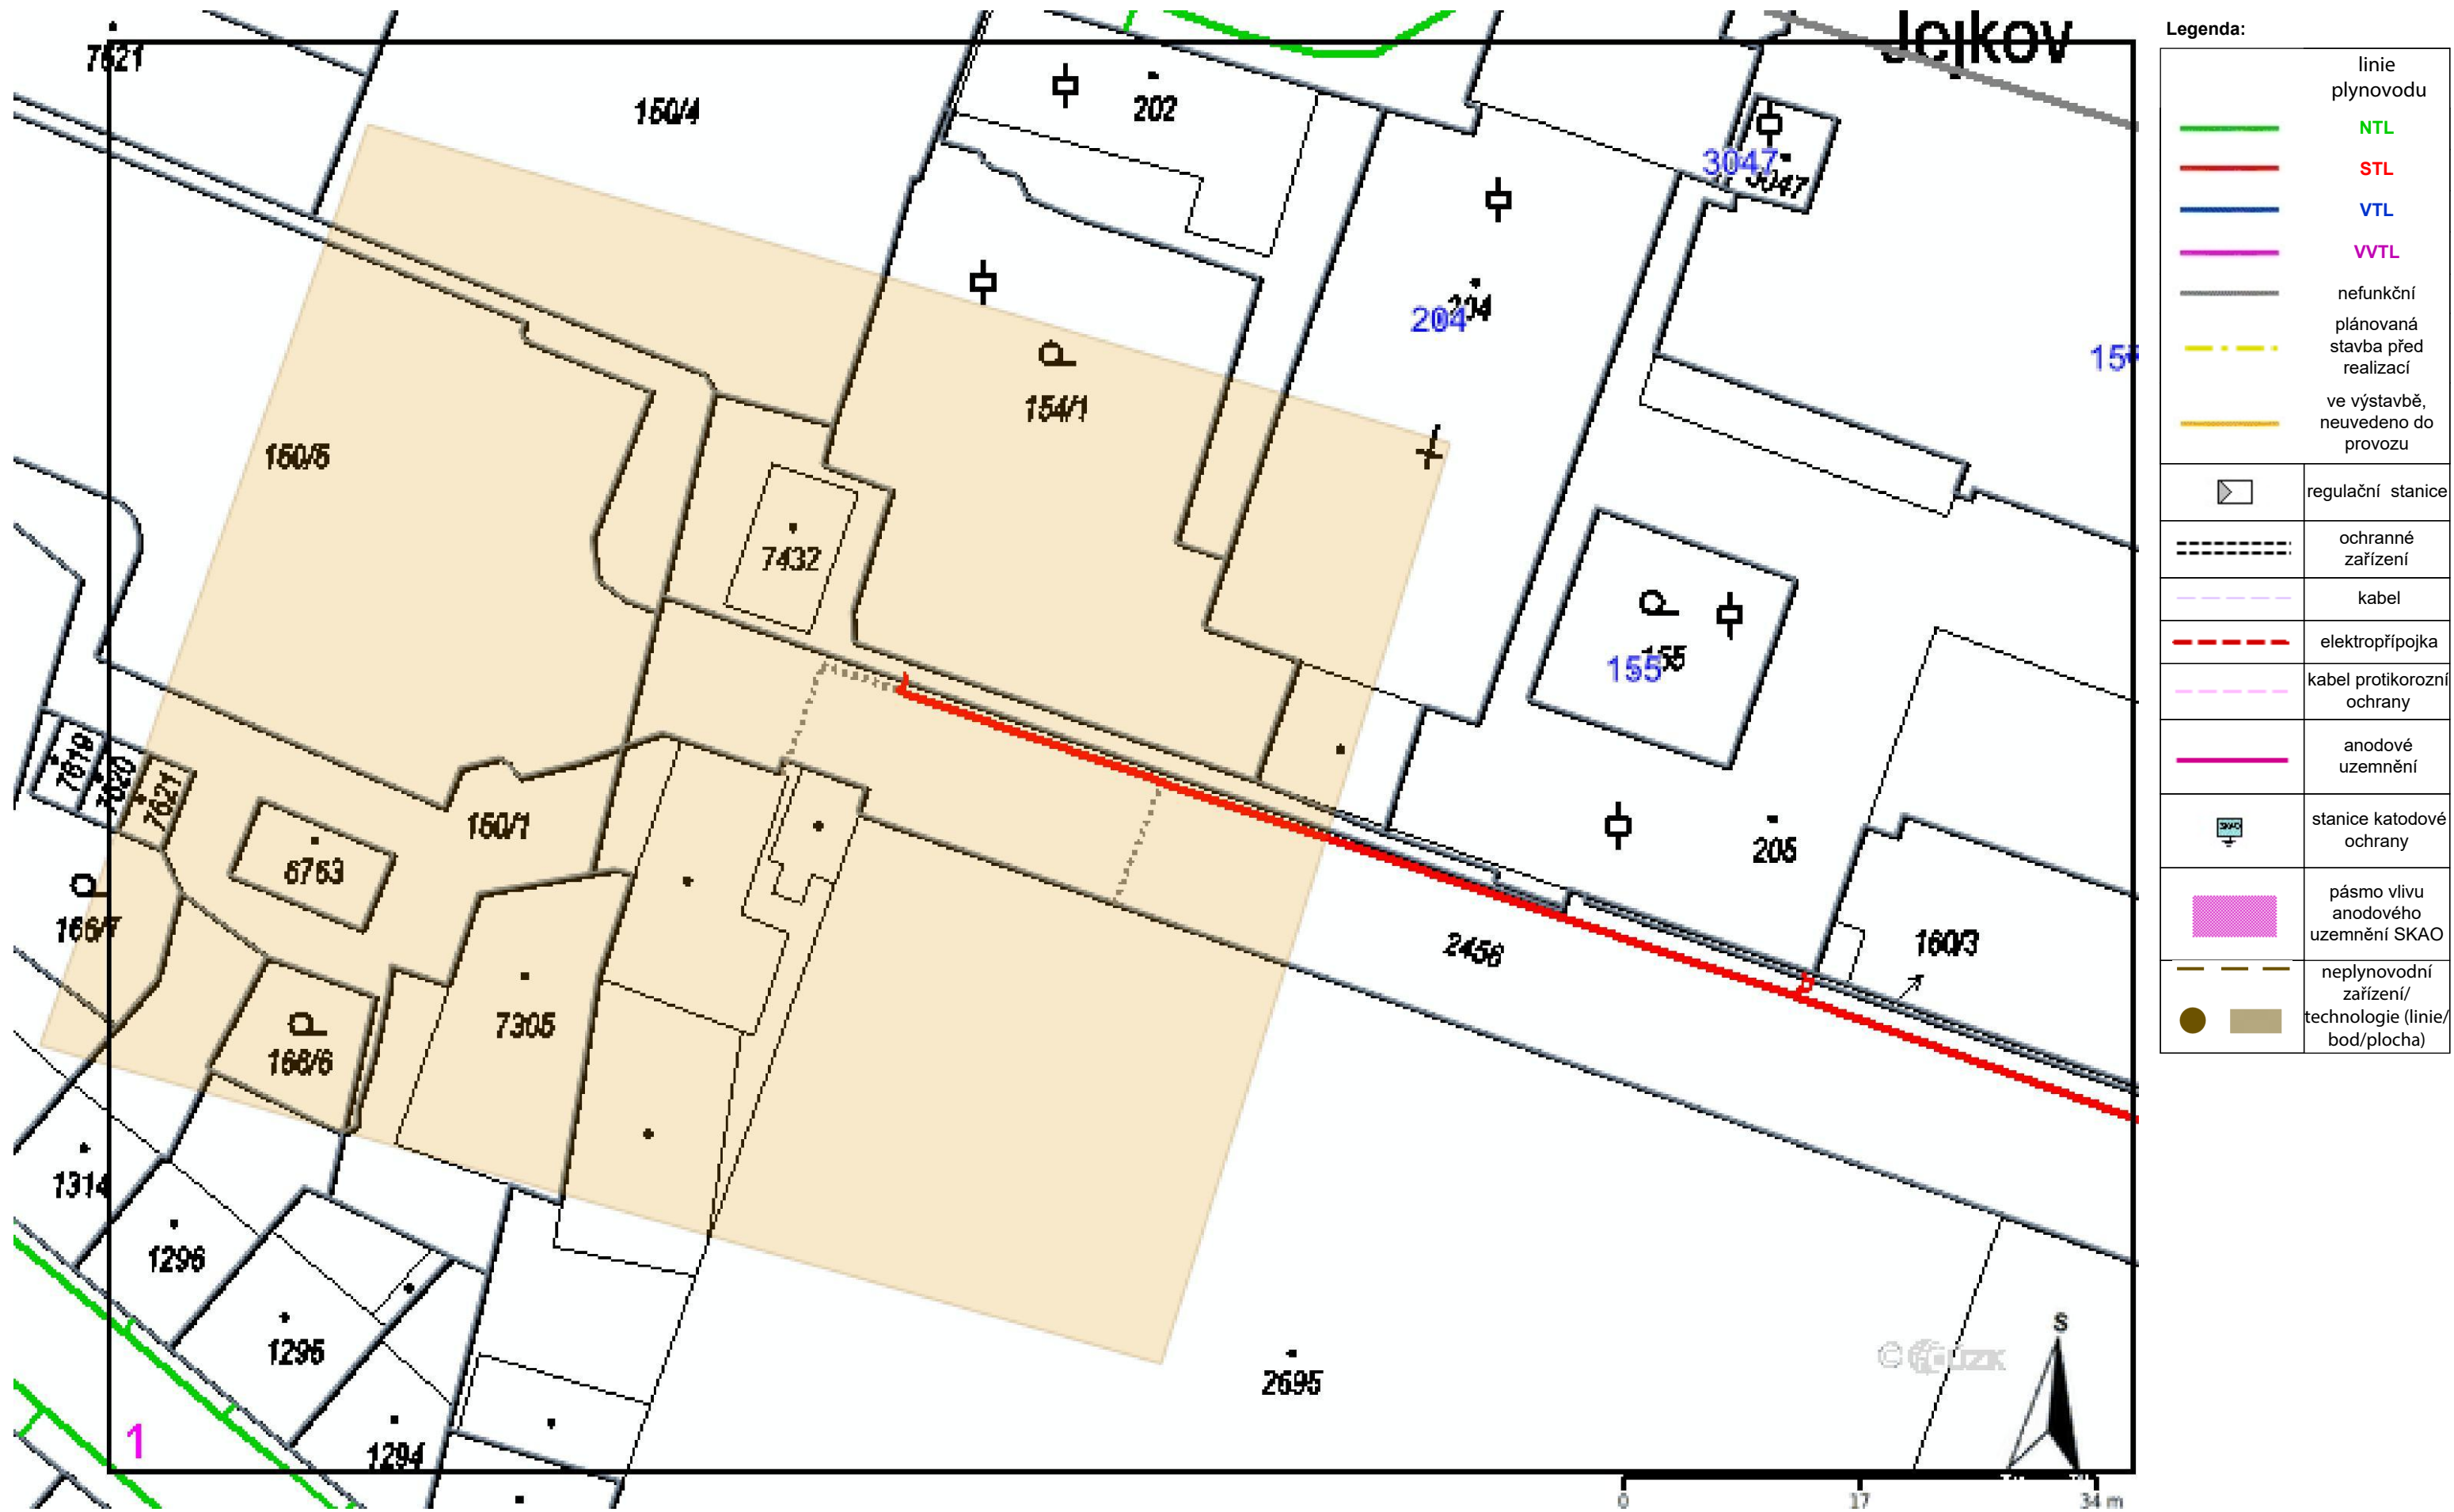 Jejkov
7621
150/4
202
3047
3047
204
204
15
154/1
150/5
7432
155
155
7619
7620
7621
150/1
6763
205
166/7
2456
160/3
7305
166/6
1314
1296
1295
1294
2695
1
S
0 17 34 m
Legenda:
linie
plynovodu
NTL
STL
VTL
VVTL
nefunkční
plánovaná
stavba před
realizací
ve výstavbě,
neuvedeno do
provozu
regulační stanice
ochranné
zařízení
kabel
elektropřípojka
kabel protikorozní
ochrany
anodové
uzemnění
stanice katodové
ochrany
pásmo vlivu
anodového
uzemnění SKAO
neplynovodní
zařízení/
technologie (linie/
bod/plocha)